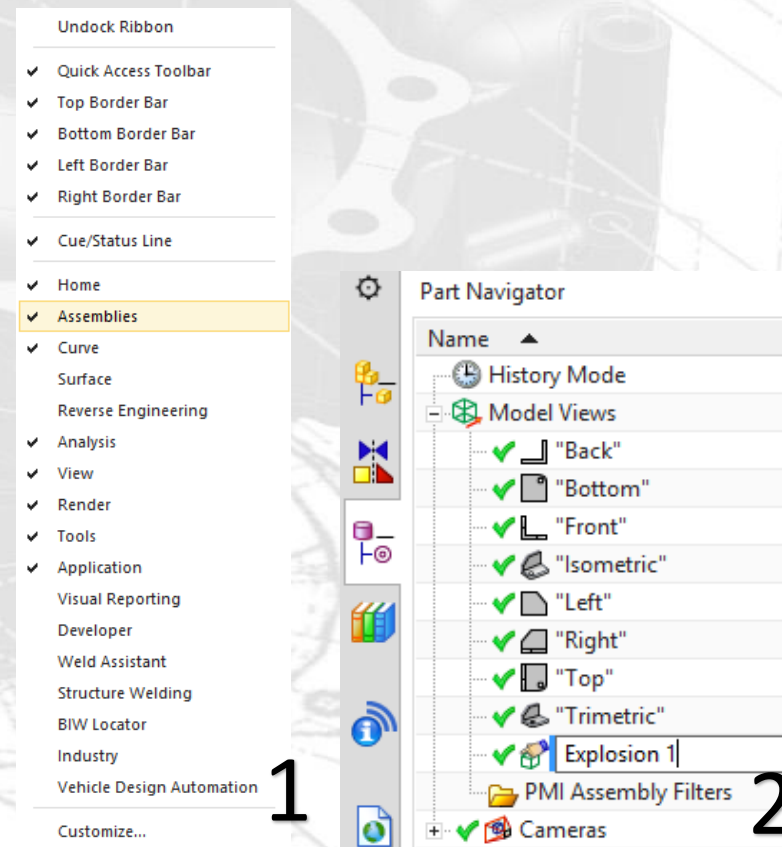 Undock Ribbon
Quick Access Toolbar
Top Border Bar
Bottom Border Bar
Left Border Bar
Right Border Bar
Cue/Status Line
Home
Assemblies
Curve
Surface
Reverse Engineering
Analysis
View
Render
Tools
Application
Visual Reporting
Developer
Weld Assistant
Structure Welding
BIW Locator
Industry
Vehicle Design Automation
Customize...
1
Part Navigator
Name
History Mode
Model Views
"Back"
"Bottom"
"Front"
"Isometric"
"Left"
"Right"
"Top"
"Trimetric"
Explosion 1
PMI Assembly Filters
Cameras
2